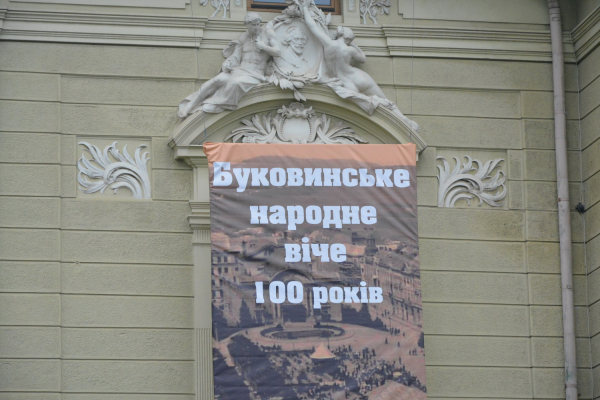 Буковинське
народне
віче
100 років